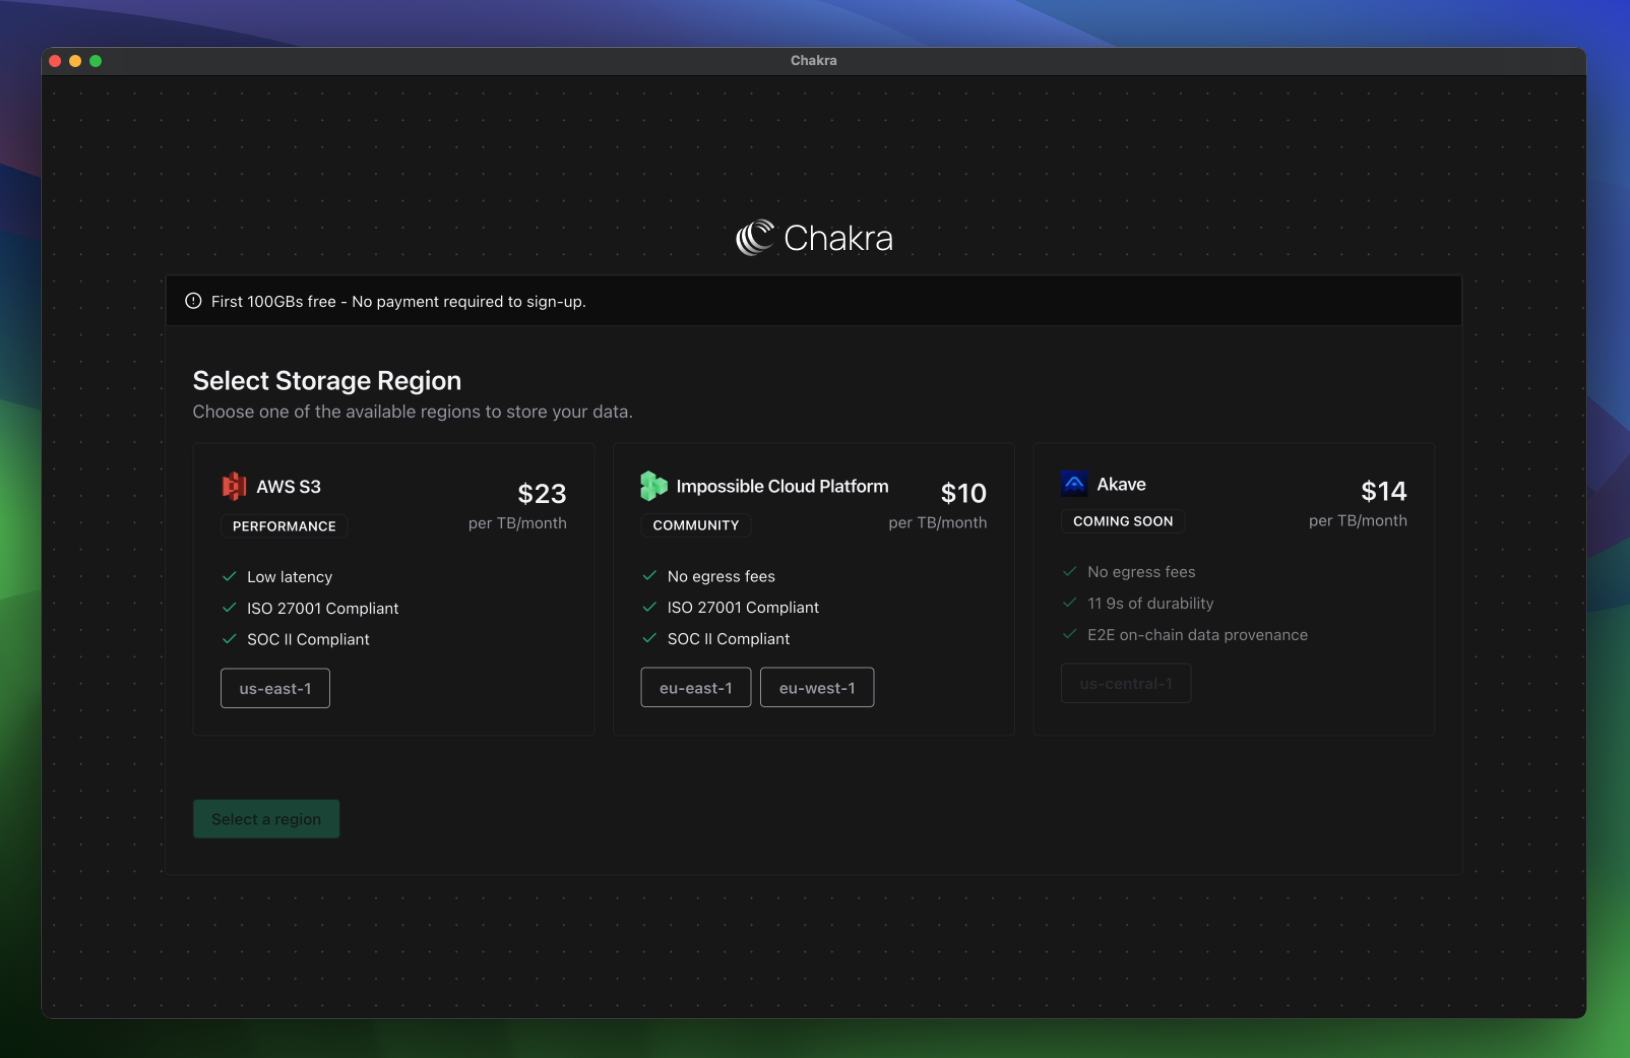 Chakra
Chakra
First 100GBs free - No payment required to sign-up.
Select Storage Region
Choose one of the available regions to store your data.
AWS S3
$23
PERFORMANCE
per TB/month
Low latency
ISO 27001 Compliant
SOC II Compliant
us-east-1
Impossible Cloud Platform
$10
COMMUNITY
per TB/month
No egress fees
ISO 27001 Compliant
SOC II Compliant
eu-east-1
eu-west-1
Akave
$14
COMING SOON
per TB/month
No egress fees
11 9s of durability
E2E on-chain data provenance
us-central-1
Select a region